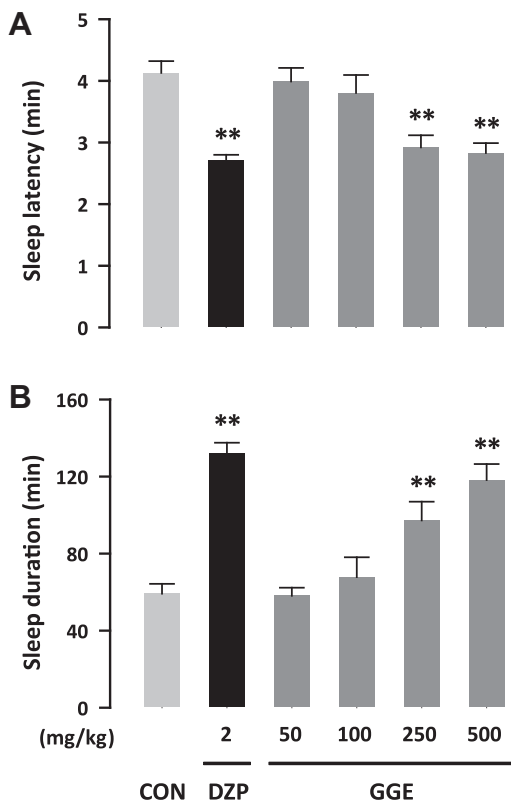 A
Sleep latency (min)
5
4
3
2
1
0
**
**
**
B
Sleep duration (min)
160
120
80
40
0
**
**
**
(mg/kg) 2 50 100 250 500
CON DZP GGE